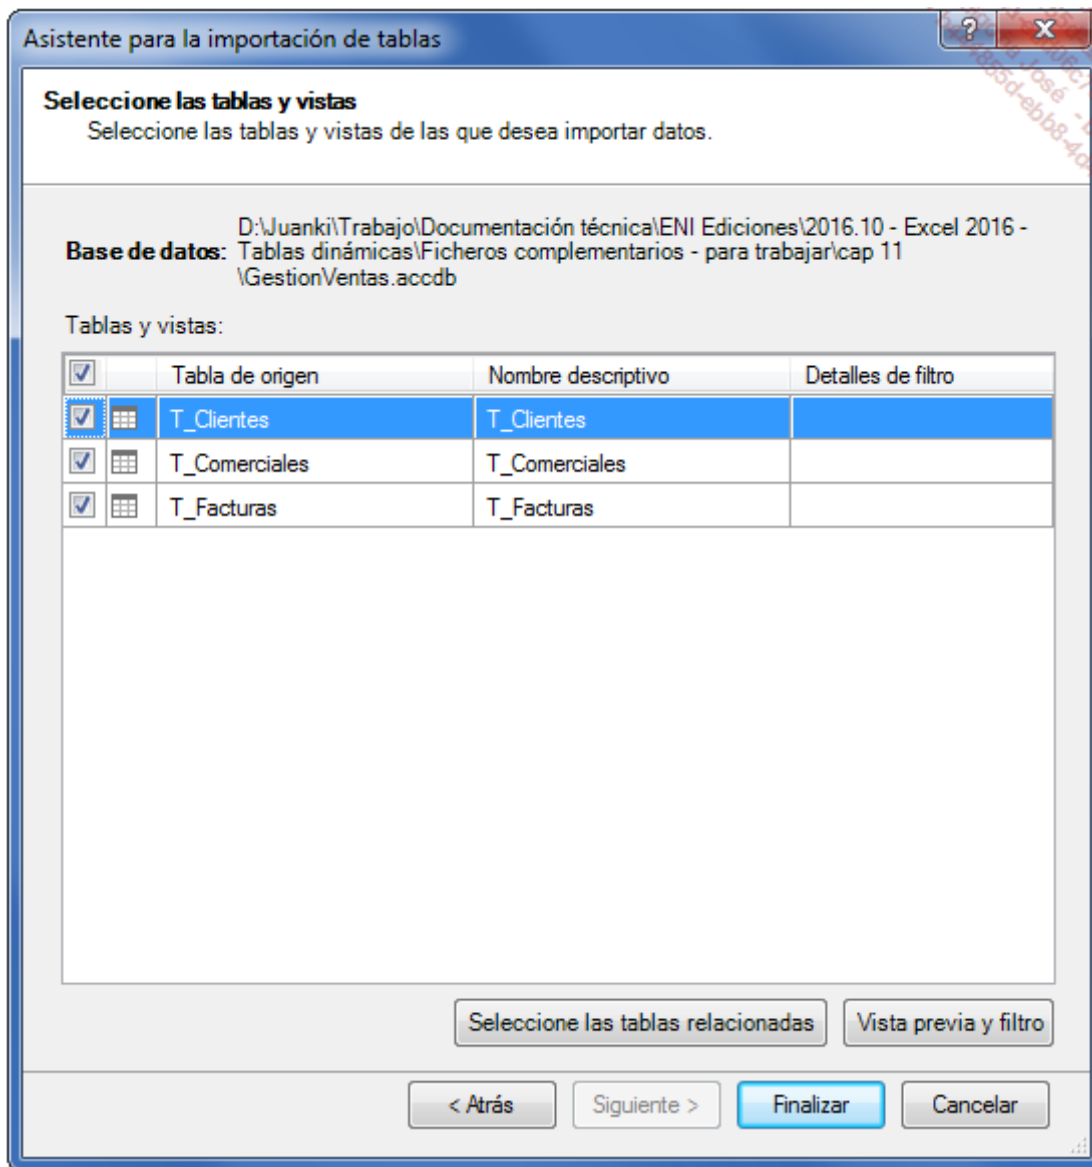 Asistente para la importación de tablas
Seleccione las tablas y vistas
Seleccione las tablas y vistas de las que desea importar datos.
D:\Juanki\Trabajo\Documentación técnica\ENI Ediciones\2016.10 - Excel 2016 -
Base de datos: Tablas dinámicas\Ficheros complementarios - para trabajar\cap 11
\GestionVentas.accdb
Tablas y vistas:
Tabla de origen Nombre descriptivo Detalles de filtro
T_Clientes T_Clientes
T_Comerciales T_Comerciales
T_Facturas T_Facturas
Seleccione las tablas relacionadas Vista previa y filtro
< Atrás Siguiente > Finalizar Cancelar